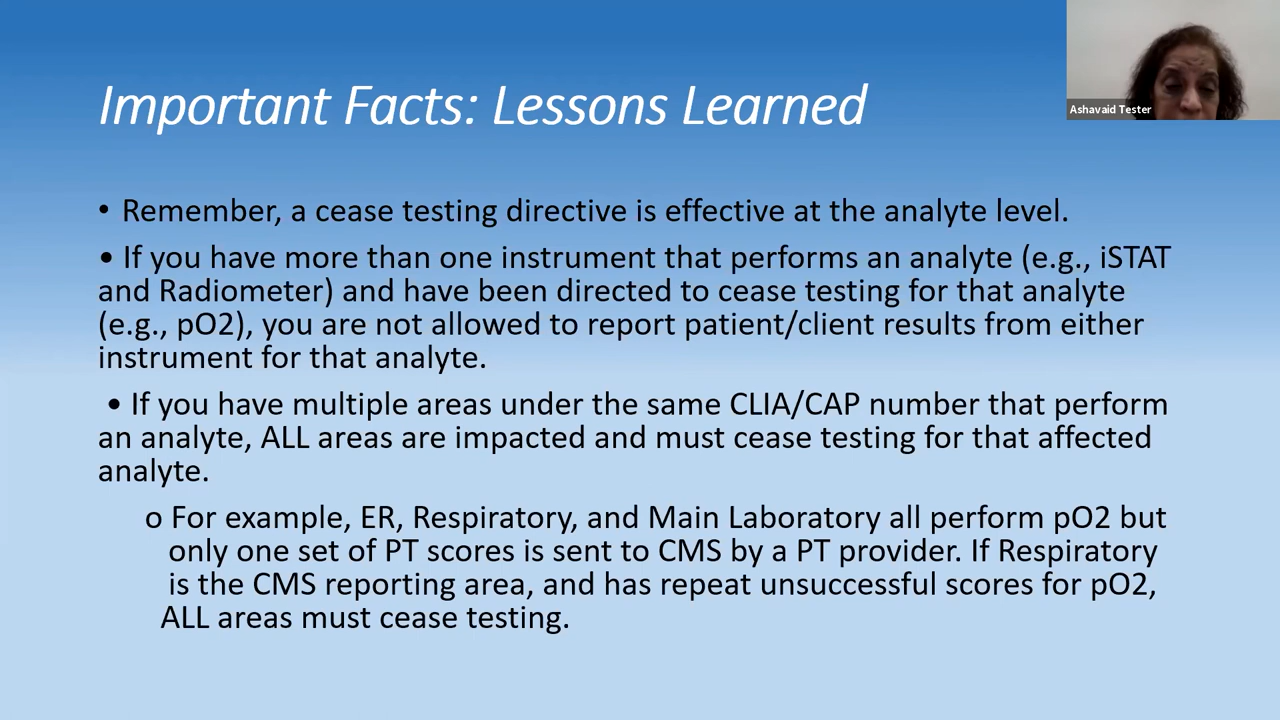 Important Facts: Lessons Learned
Ashavaid Tester
• Remember, a cease testing directive is effective at the analyte level.
• If you have more than one instrument that performs an analyte (e.g., iSTAT
and Radiometer) and have been directed to cease testing for that analyte
(e.g., pO2), you are not allowed to report patient/client results from either
instrument for that analyte.
• If you have multiple areas under the same CLIA/CAP number that perform
an analyte, ALL areas are impacted and must cease testing for that affected
analyte.
o For example, ER, Respiratory, and Main Laboratory all perform pO2 but
only one set of PT scores is sent to CMS by a PT provider. If Respiratory
is the CMS reporting area, and has repeat unsuccessful scores for pO2,
ALL areas must cease testing.